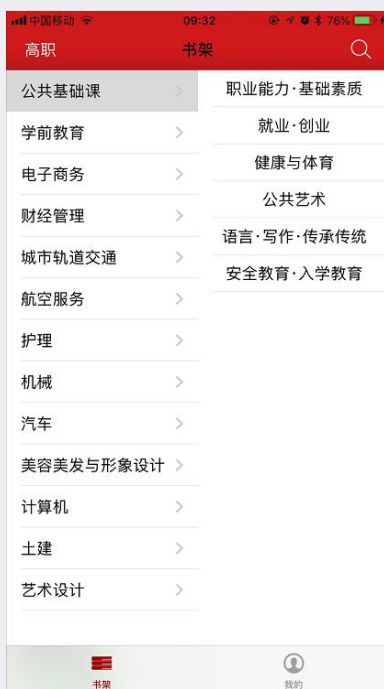 中国移动 09:32 76%
高职 书架
公共基础课
学前教育
电子商务
财经管理
城市轨道交通
航空服务
护理
机械
汽车
美容美发与形象设计
计算机
土建
艺术设计
职业能力·基础素质
就业·创业
健康与体育
公共艺术
语言·写作·传承传统
安全教育·入学教育
书架 我的